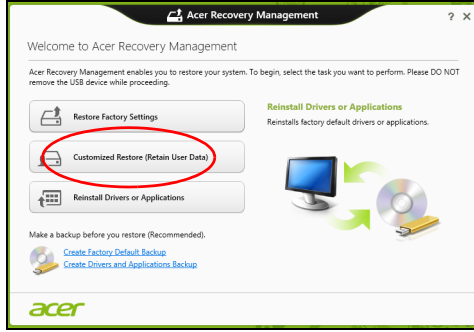 Acer Recovery Management
? X
Welcome to Acer Recovery Management
Acer Recovery Management enables you to restore your system. To begin, select the task you want to perform. Please DO NOT
remove the USB device while proceeding.
Restore Factory Settings
Customized Restore (Retain User Data)
Reinstall Drivers or Applications
Reinstall Drivers or Applications
Reinstalls factory default drivers or applications.
Make a backup before you restore (Recommended).
Create Factory Default Backup
Create Drivers and Applications Backup
acer